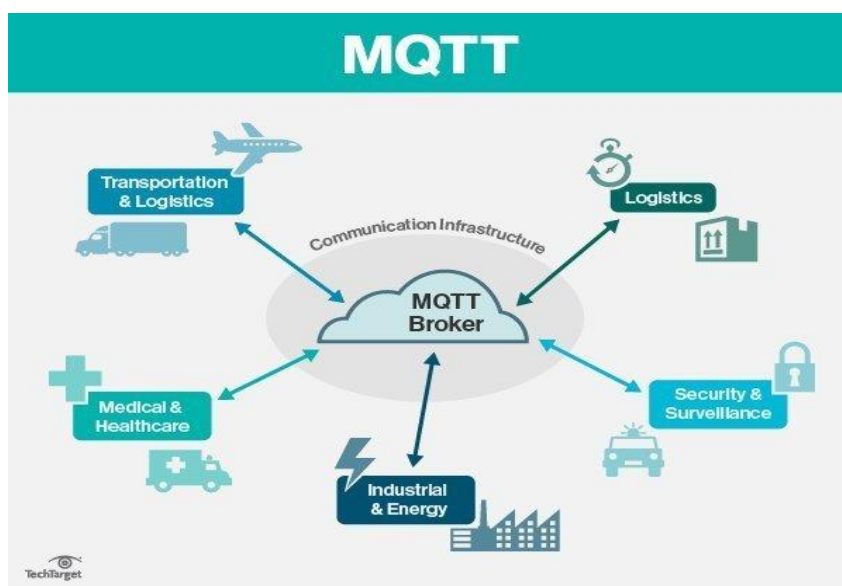 MQTT
Transportation
& Logistics
Logistics
Communication Infrastructure
MQTT
Broker
Medical &
Healthcare
Security &
Surveillance
Industrial
& Energy
TechTarget